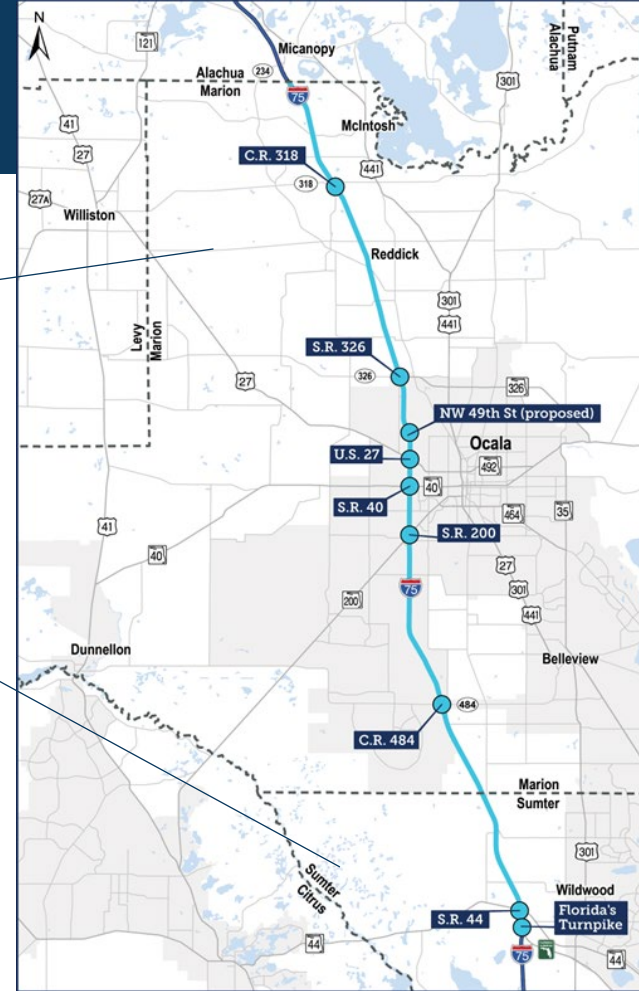 N
121
Micanopy
Putnam
Alachua
Alachua
234
301
Marion
75
41
McIntosh
27
C.R. 318
441
318
27A
Williston
Reddick
301
Levy
Marion
441
S.R. 326
326
27
326
NW 49th St (proposed)
Ocala
U.S. 27
492
40
S.R. 40
464
35
41
S.R. 200
40
27
75
301
200
441
Dunnellon
Belleview
484
C.R. 484
Marion
Sumter
301
Sumter
Citrus
Wildwood
S.R. 44
Florida's
Turnpike
44
75
44